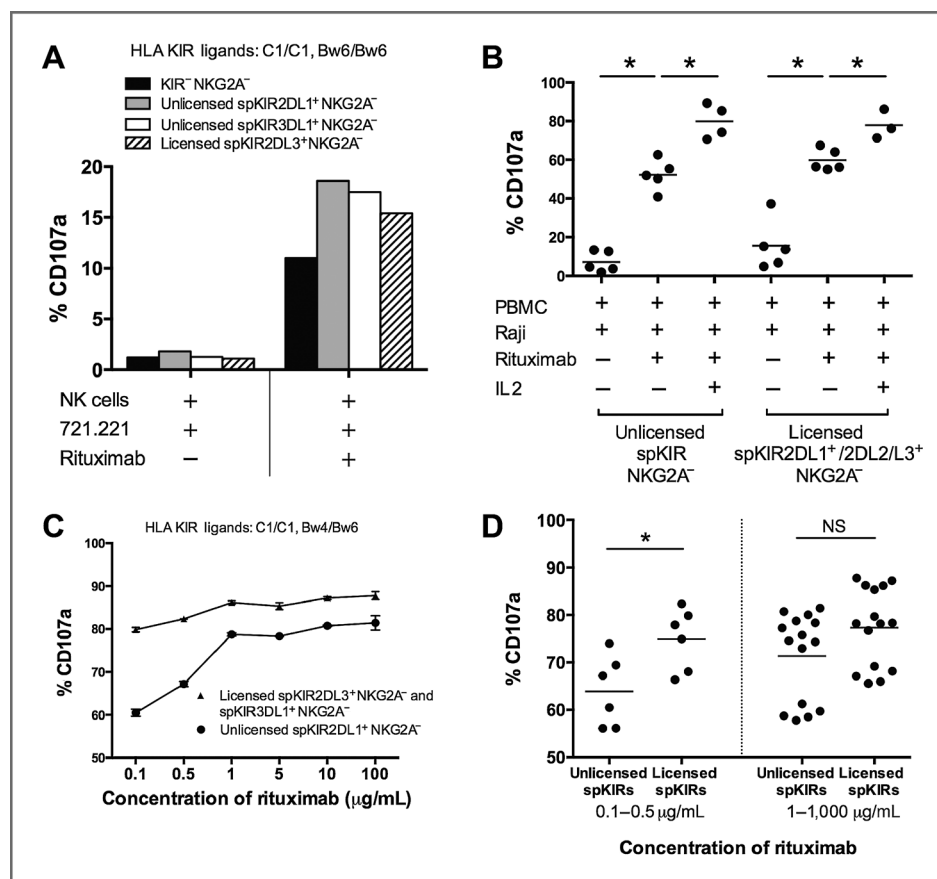 A
HLA KIR ligands: C1/C1, Bw6/Bw6
KIR⁻ NKG2A⁻
Unlicensed spKIR2DL1⁺ NKG2A⁻
Unlicensed spKIR3DL1⁺ NKG2A⁻
Licensed spKIR2DL3⁺NKG2A⁻
% CD107a
20
15
10
5
0
NK cells + +
721.221 + +
Rituximab – +
B
* * * *
% CD107a
100
80
60
40
20
0
PBMC + + + + + +
Raji + + + + + +
Rituximab – + + – + +
IL2 – – + – – +
Unlicensed
spKIR
NKG2A⁻
Licensed
spKIR2DL1⁺/2DL2/L3⁺
NKG2A⁻
C
HLA KIR ligands: C1/C1, Bw4/Bw6
% CD107a
100
90
80
70
60
50
Licensed spKIR2DL3⁺NKG2A⁻ and
spKIR3DL1⁺NKG2A⁻
Unlicensed spKIR2DL1⁺ NKG2A⁻
0.1 0.5 1 5 10 100
Concentration of rituximab (μg/mL)
D
* NS
% CD107a
100
90
80
70
60
50
Unlicensed Licensed Unlicensed Licensed
spKIRs spKIRs spKIRs spKIRs
0.1–0.5 μg/mL 1–1,000 μg/mL
Concentration of rituximab